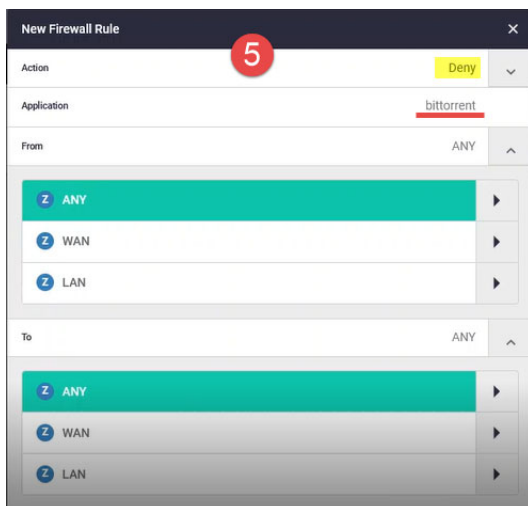 New Firewall Rule
5
Action Deny
Application bittorrent
From ANY
Z ANY
Z WAN
Z LAN
To ANY
Z ANY
Z WAN
Z LAN